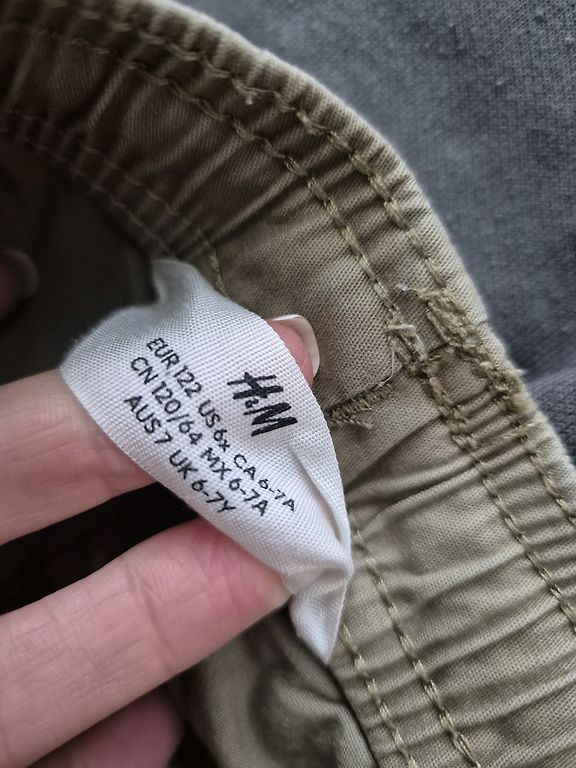 H&M
EUR 122 US 6x CA 6-7A
CN 120/64 MX 6-7A
AUS 7 UK 6-7Y